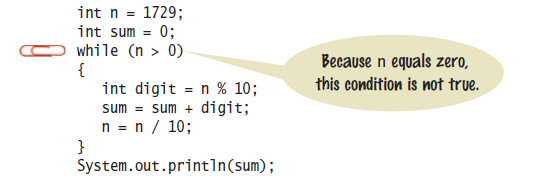 int n = 1729;
int sum = 0;
while (n > 0)
{
    int digit = n % 10;
    sum = sum + digit;
    n = n / 10;
}
System.out.println(sum);
Because n equals zero,
this condition is not true.